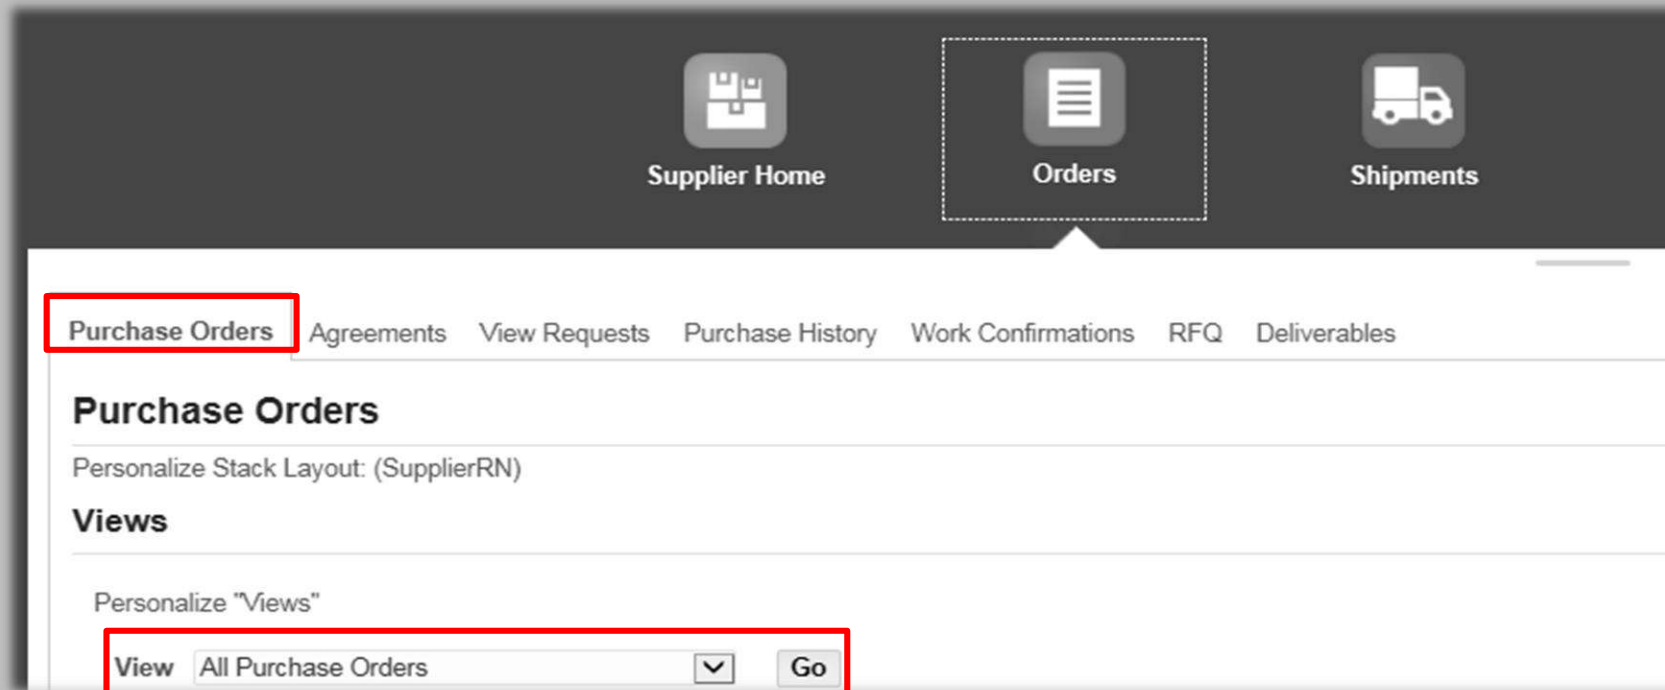 Supplier Home Orders Shipments
Purchase Orders Agreements View Requests Purchase History Work Confirmations RFQ Deliverables
Purchase Orders
Personalize Stack Layout: (SupplierRN)
Views
Personalize "Views"
View All Purchase Orders Go